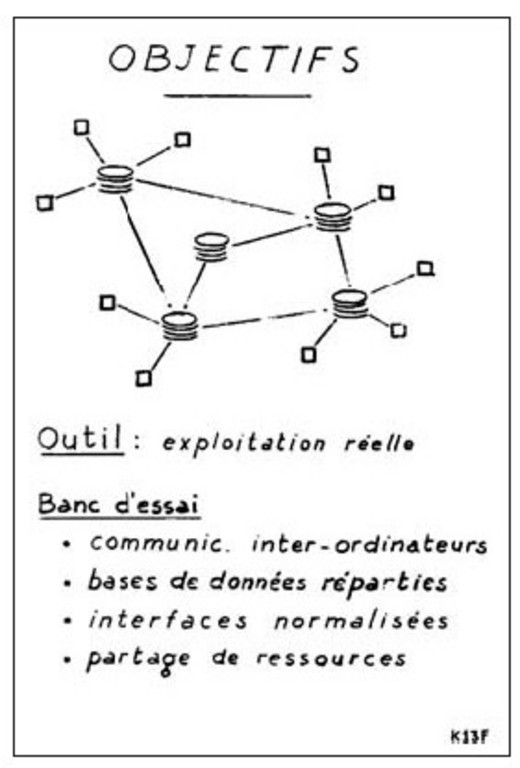 OBJECTIFS
Outil : exploitation réelle
Banc d'essai
• communic. inter-ordinateurs
• bases de données réparties
• interfaces normalisées
• partage de ressources
K13F